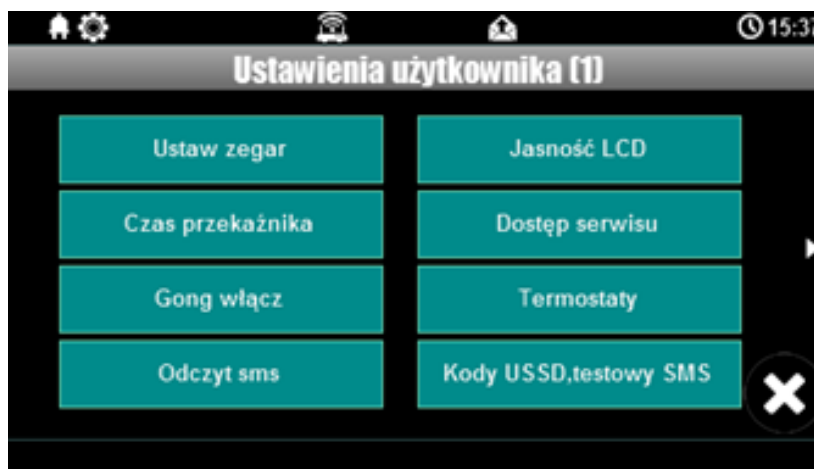 15:37
Ustawienia użytkownika (1)
Ustaw zegar
Jasność LCD
Czas przekaźnika
Dostęp serwisu
Gong włącz
Termostaty
Odczyt sms
Kody USSD,testowy SMS